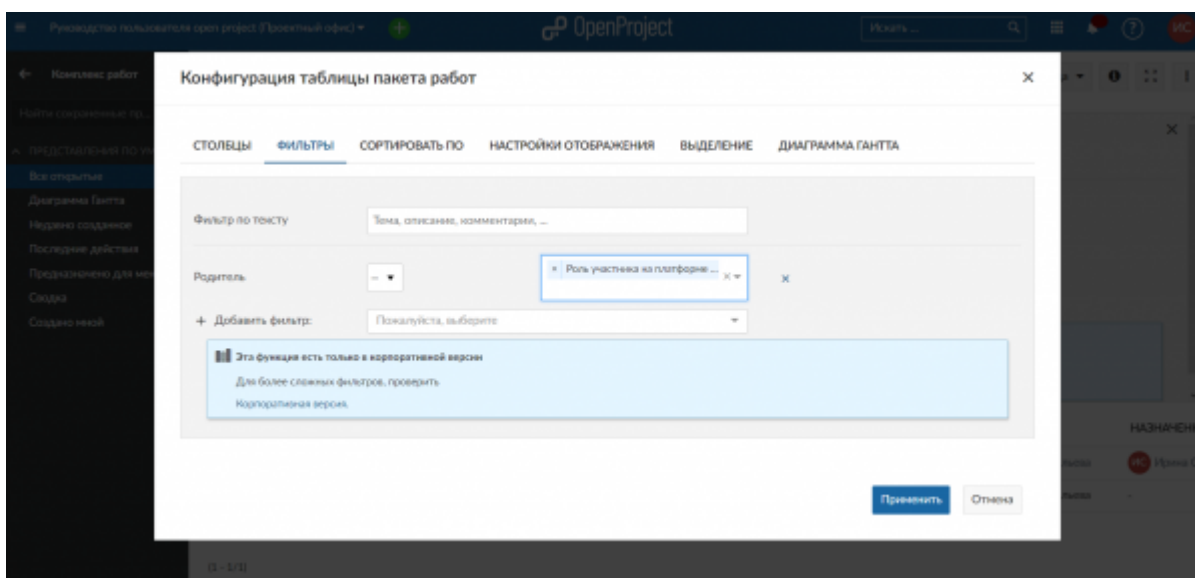 Руководство пользователя open project (Проектный офис)
OpenProject
Искать ...
?
ИС
Комплекс работ
Конфигурация таблицы пакета работ
Найти сохраненные пр...
СТОЛБЦЫ ФИЛЬТРЫ СОРТИРОВАТЬ ПО НАСТРОЙКИ ОТОБРАЖЕНИЯ ВЫДЕЛЕНИЕ ДИАГРАММА ГАНТТА
ПРЕДСТАВЛЕНИЯ ПО УМ
Все открытые
Диаграмма Гантта
Недавно созданное
Последние действия
Предназначено для мен
Сводка
Создано мной
Фильтр по тексту Тема, описание, комментарии, ...
Родитель × Роль участника на платформе ...
+ Добавить фильтр: Пожалуйста, выберите
Эта функция есть только в корпоративной версии
Для более сложных фильтров, проверить
Корпоративная версия.
НАЗНАЧЕН
ИС Ирина
Применить Отмена
(1 - 1/1)